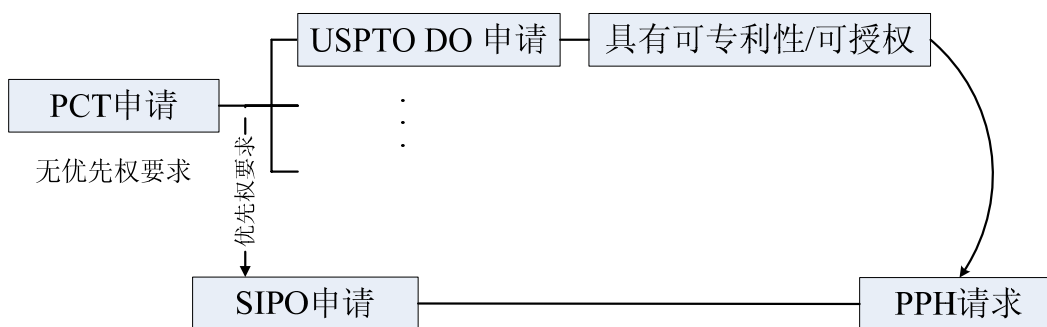 USPTO DO 申请
具有可专利性/可授权
PCT申请
无优先权要求
优先权要求
SIPO申请
PPH请求